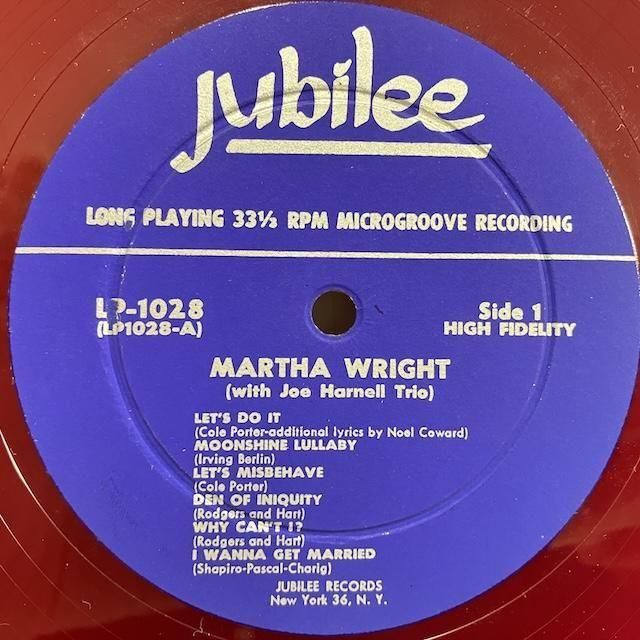 Jubilee
LONG PLAYING 33⅓ RPM MICROGROOVE RECORDING
LP-1028
(LP1028-A)
Side 1
HIGH FIDELITY
MARTHA WRIGHT
(with Joe Harnell Trio)
LET'S DO IT
(Cole Porter-additional lyrics by Noel Coward)
MOONSHINE LULLABY
(Irving Berlin)
LET'S MISBEHAVE
(Cole Porter)
DEN OF INIQUITY
(Rodgers and Hart)
WHY CAN'T I?
(Rodgers and Hart)
I WANNA GET MARRIED
(Shapiro-Pascal-Charig)
JUBILEE RECORDS
New York 36, N. Y.